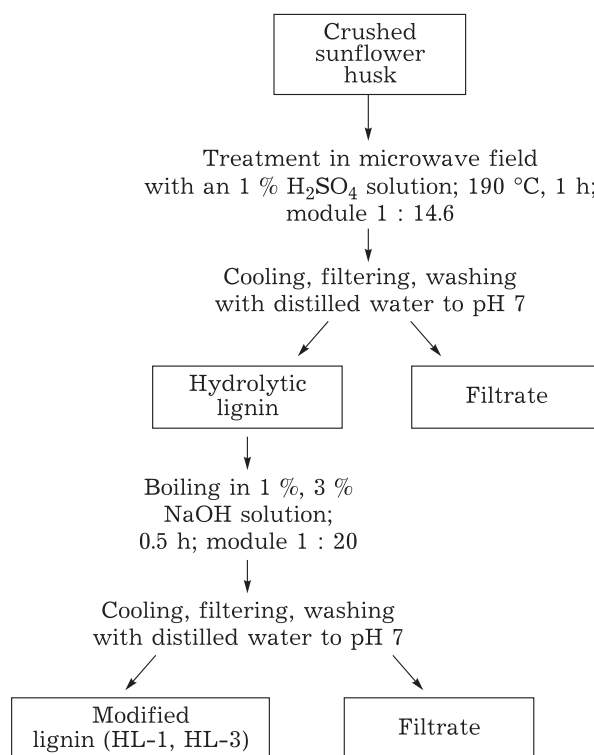 Crushed
sunflower
husk
Treatment in microwave field
with an 1 % H₂SO₄ solution; 190 °C, 1 h;
module 1 : 14.6
Cooling, filtering, washing
with distilled water to pH 7
Hydrolytic
lignin
Filtrate
Boiling in 1 %, 3 %
NaOH solution;
0.5 h; module 1 : 20
Cooling, filtering, washing
with distilled water to pH 7
Modified
lignin (HL-1, HL-3)
Filtrate